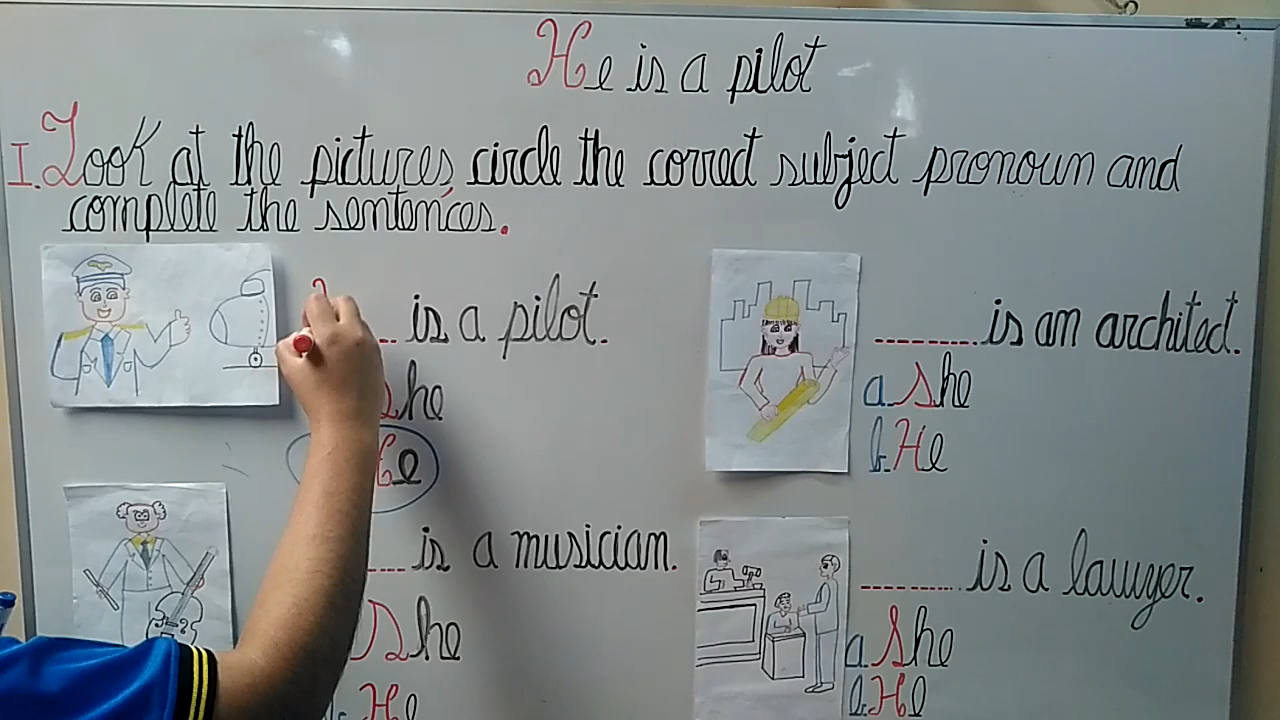 He is a pilot
I. Look at the pictures, circle the correct subject pronoun and
complete the sentences.
is a pilot.
she
He
is a musician.
she
He
is an architect.
a. she
b. He
is a lawyer.
a. she
b. He